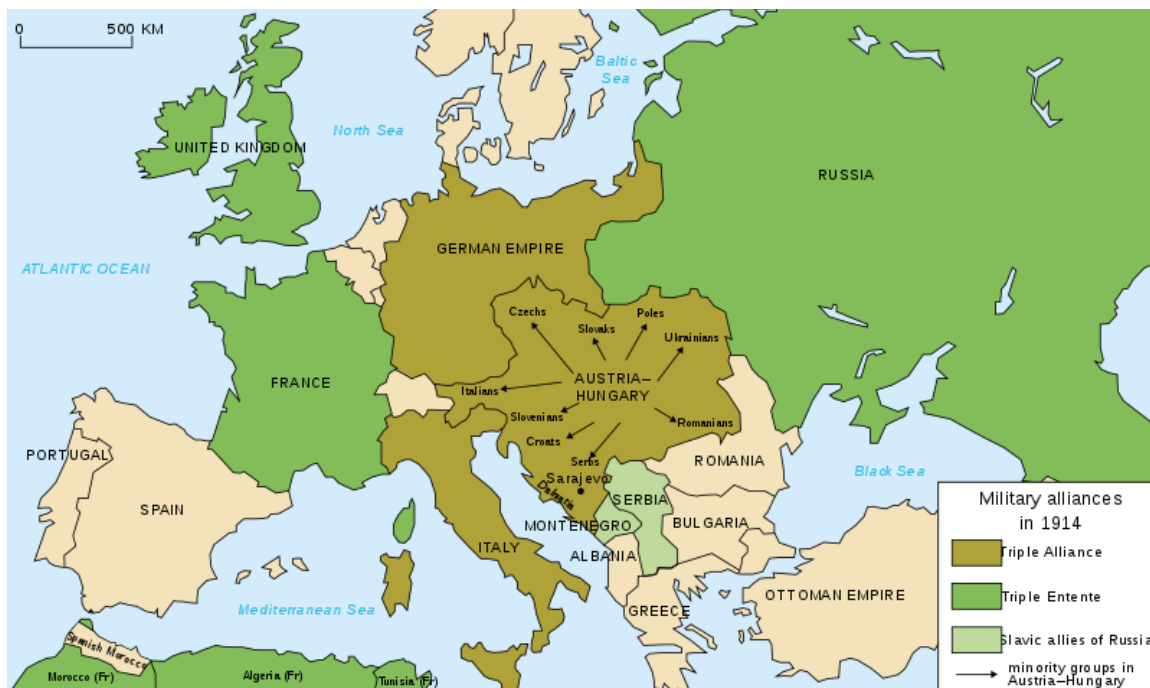 0 500 KM
Baltic
Sea
North Sea
UNITED KINGDOM
RUSSIA
ATLANTIC OCEAN
GERMAN EMPIRE
Czechs
Slovaks
Poles
Ukrainians
FRANCE
Italians
AUSTRIA–
HUNGARY
Slovenians
Croats
Romanians
Serbs
PORTUGAL
SPAIN
Sarajevo
Dalmatia
ROMANIA
Black Sea
SERBIA
MONTENEGRO
BULGARIA
ITALY
ALBANIA
GREECE
OTTOMAN EMPIRE
Mediterranean Sea
Spanish Morocco
Morocco (Fr)
Algeria (Fr)
Tunisia (Fr)
Military alliances
in 1914
Triple Alliance
Triple Entente
Slavic allies of Russia
minority groups in
Austria–Hungary